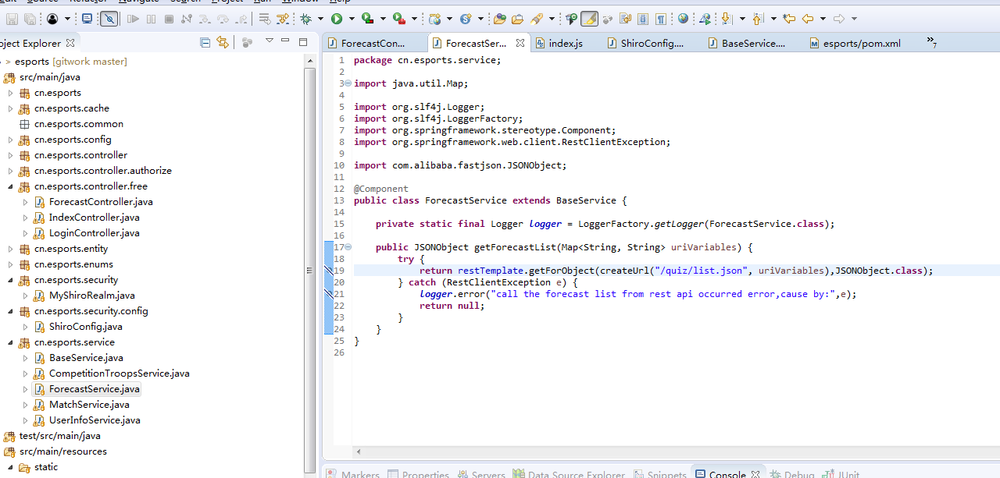 oject Explorer
esports [gitwork master]
src/main/java
cn.esports
cn.esports.cache
cn.esports.common
cn.esports.config
cn.esports.controller
cn.esports.controller.authorize
cn.esports.controller.free
ForecastController.java
IndexController.java
LoginController.java
cn.esports.entity
cn.esports.enums
cn.esports.security
MyShiroRealm.java
cn.esports.security.config
ShiroConfig.java
cn.esports.service
BaseService.java
CompetitionTroopsService.java
ForecastService.java
MatchService.java
UserInfoService.java
test/src/main/java
src/main/resources
static
ForecastCon... ForecastSer... index.js ShiroConfig.... BaseService.... esports/pom.xml »7
1 package cn.esports.service;
2
3 import java.util.Map;
4
5 import org.slf4j.Logger;
6 import org.slf4j.LoggerFactory;
7 import org.springframework.stereotype.Component;
8 import org.springframework.web.client.RestClientException;
9
10 import com.alibaba.fastjson.JSONObject;
11
12 @Component
13 public class ForecastService extends BaseService {
14
15 private static final Logger logger = LoggerFactory.getLogger(ForecastService.class);
16
17 public JSONObject getForecastList(Map<String, String> uriVariables) {
18 try {
19 return restTemplate.getForObject(createUrl("/quiz/list.json", uriVariables),JSONObject.class);
20 } catch (RestClientException e) {
21 logger.error("call the forecast list from rest api occurred error,cause by:",e);
22 return null;
23 }
24 }
25 }
26
Markers Properties Servers Data Source Explorer Snippets Console Debug JUnit